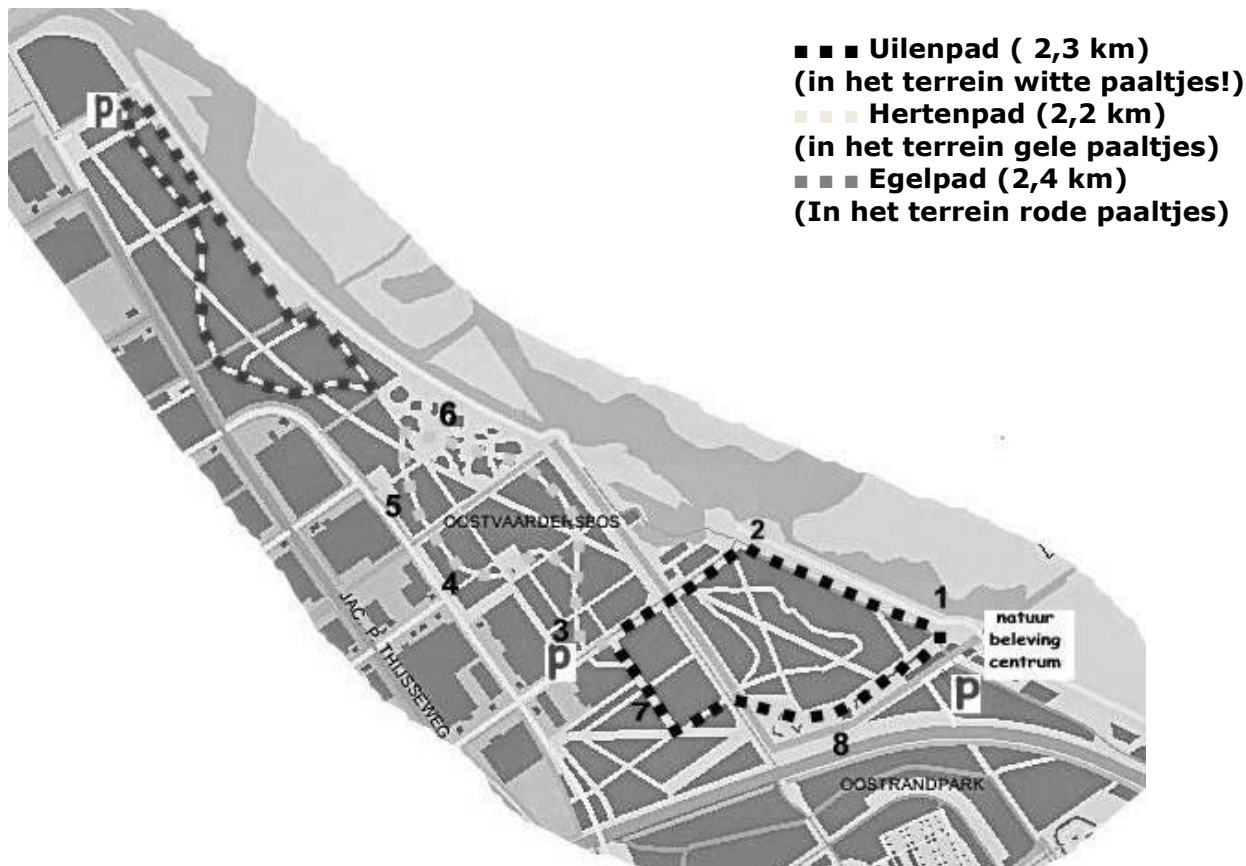 Uilenpad ( 2,3 km)
(in het terrein witte paaltjes!)
Hertenpad (2,2 km)
(in het terrein gele paaltjes)
Egelpad (2,4 km)
(In het terrein rode paaltjes)
P
6
5
OOSTVAARDERSBOS
2
4
1
natuur
beleving
centrum
3
P
JAC. P. THIJSSEWEG
P
7
8
OOSTRANDPARK